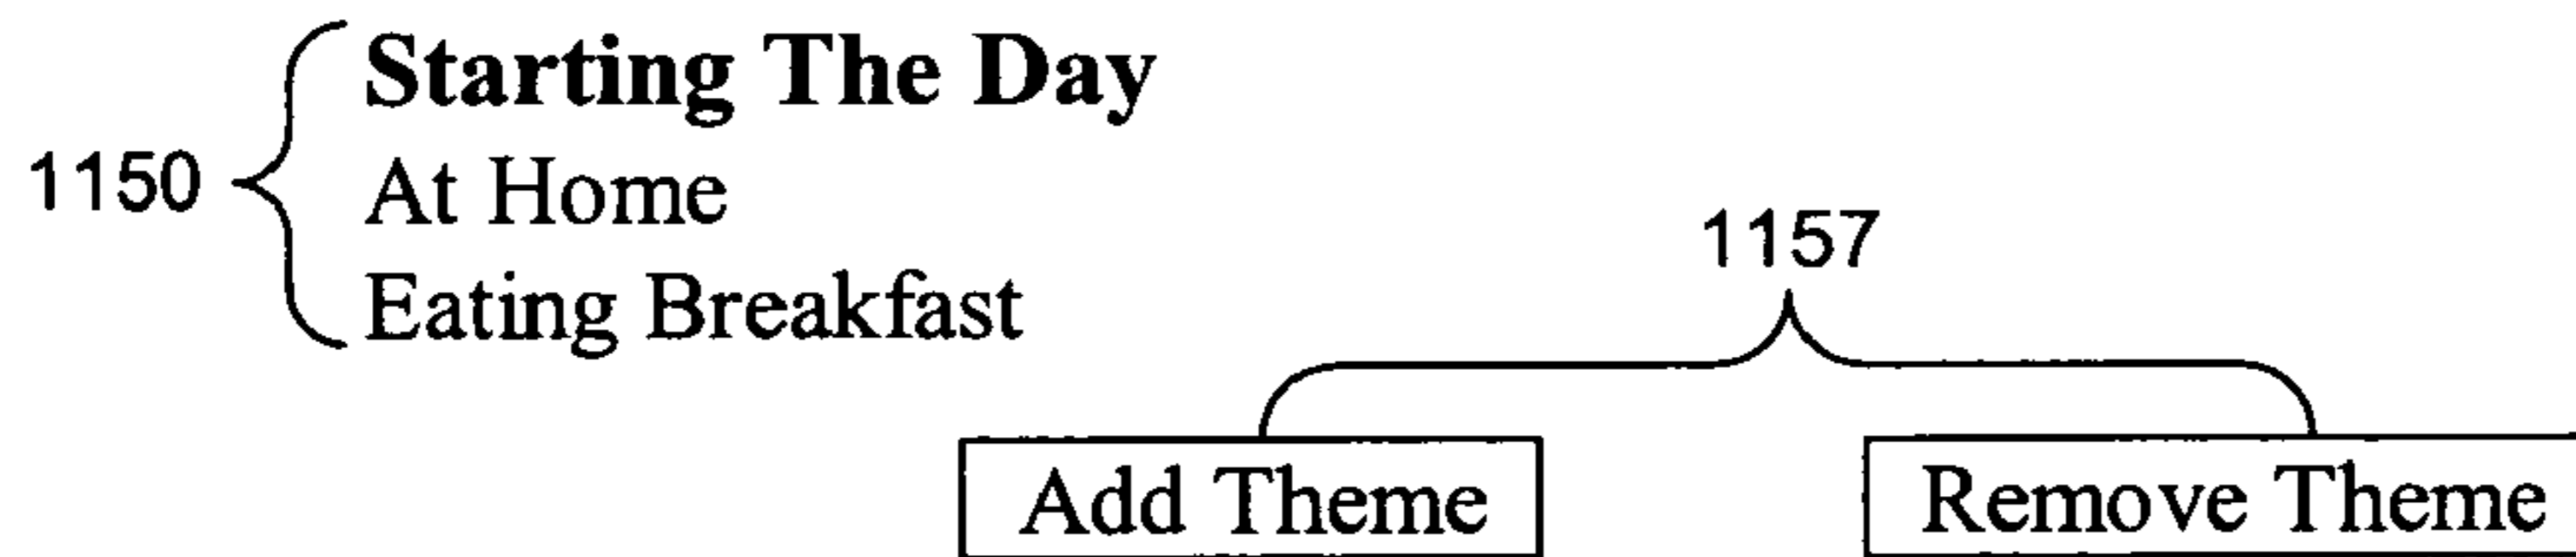 Starting The Day
1150
At Home
Eating Breakfast
1157
Add Theme
Remove Theme